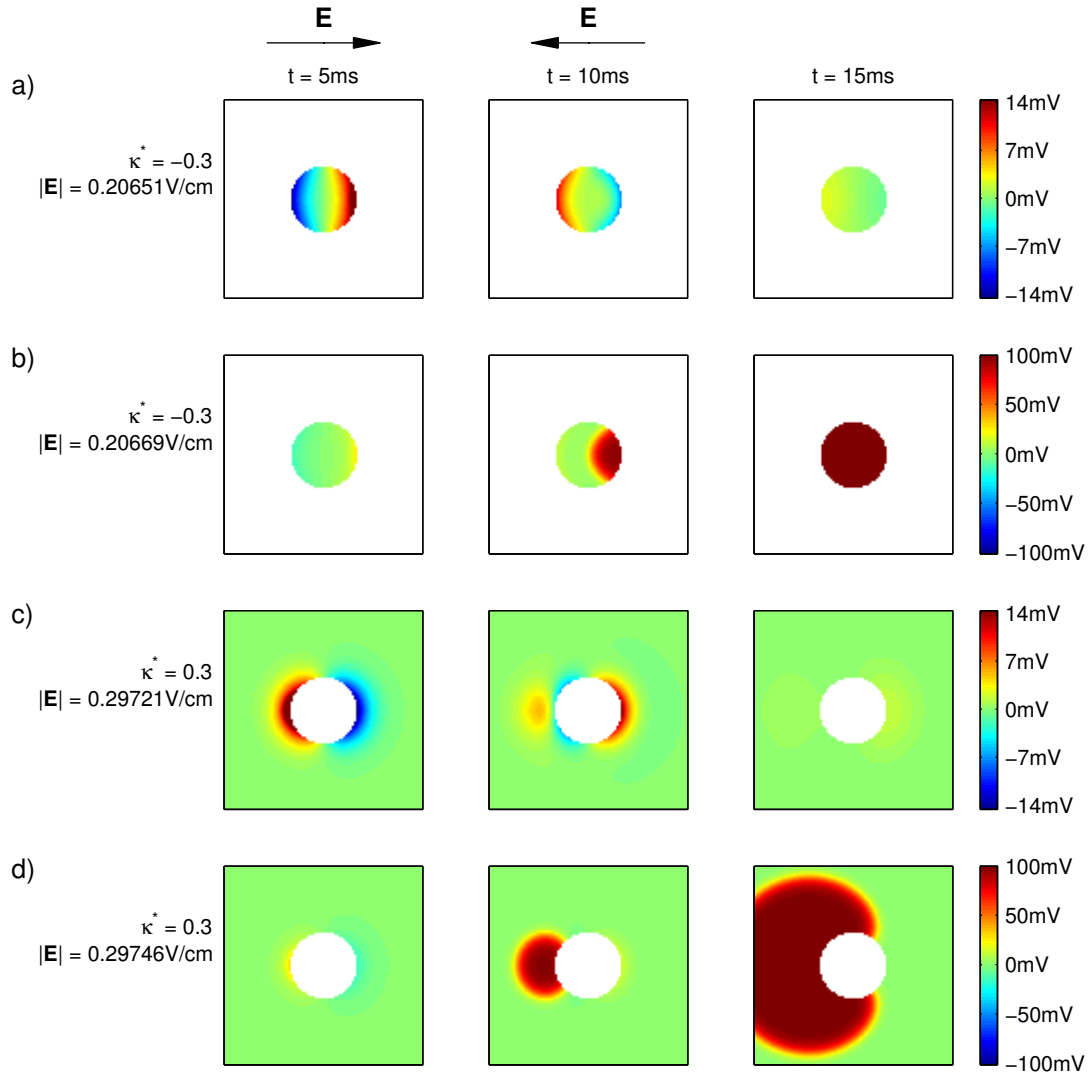 E E
t = 5ms t = 10ms t = 15ms
a)
κ* = −0.3
|E| = 0.20651V/cm
14mV
7mV
0mV
−7mV
−14mV
b)
κ* = −0.3
|E| = 0.20669V/cm
100mV
50mV
0mV
−50mV
−100mV
c)
κ* = 0.3
|E| = 0.29721V/cm
14mV
7mV
0mV
−7mV
−14mV
d)
κ* = 0.3
|E| = 0.29746V/cm
100mV
50mV
0mV
−50mV
−100mV